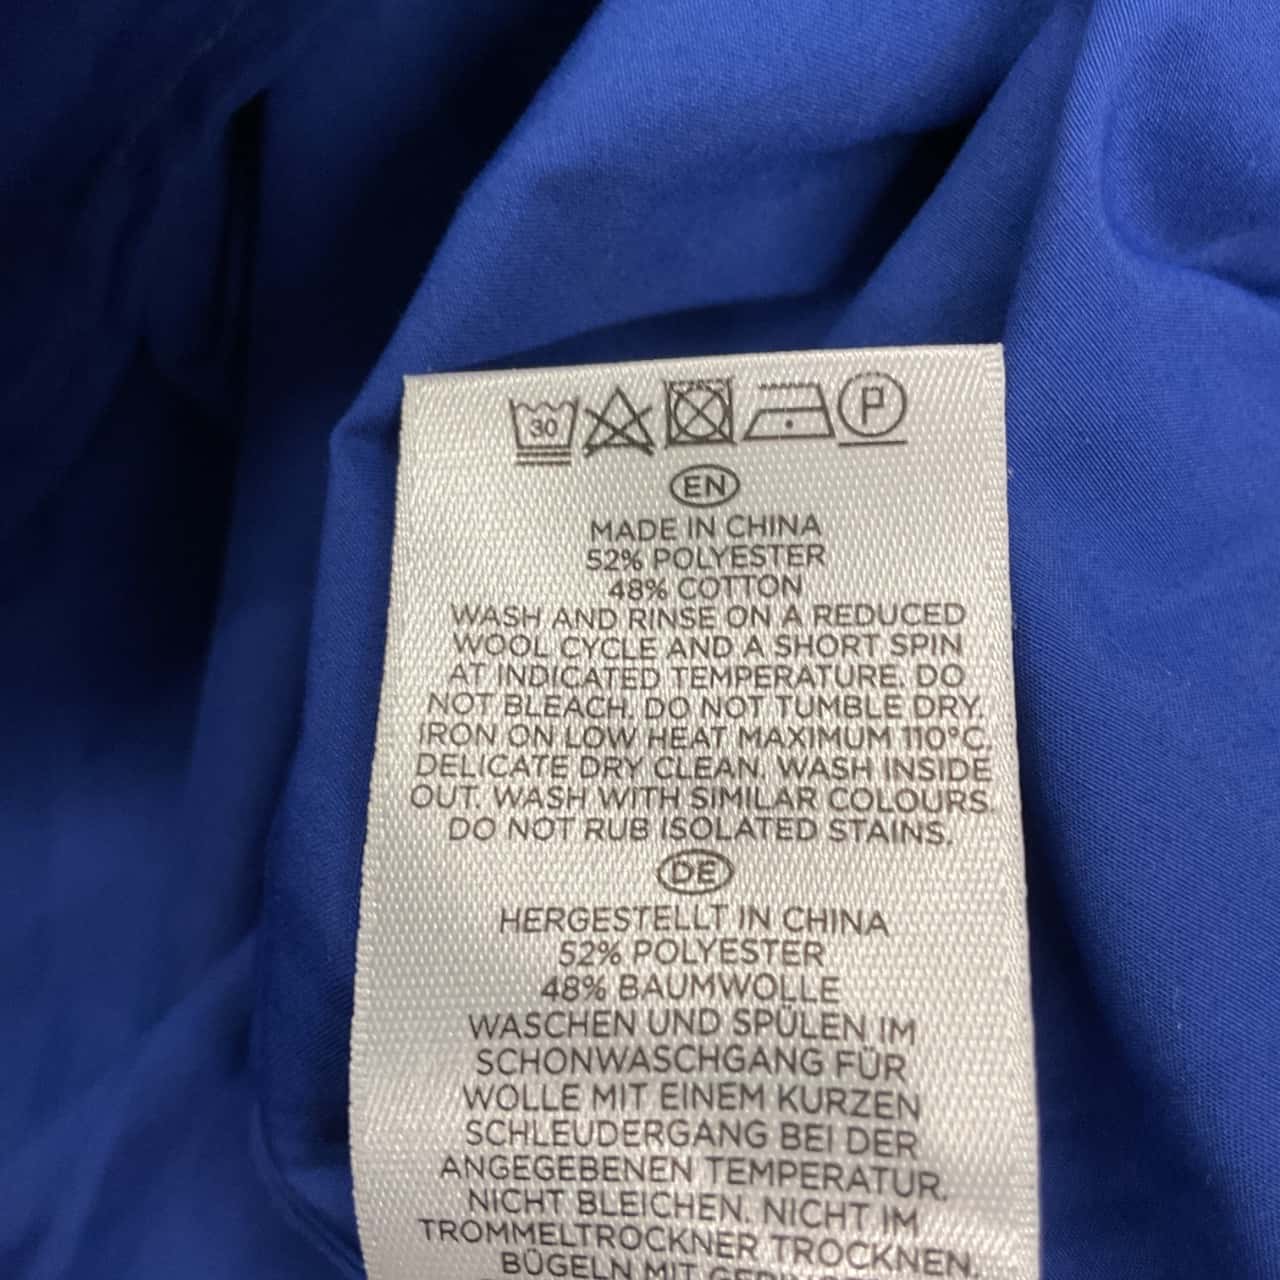 30 P
EN
MADE IN CHINA
52% POLYESTER
48% COTTON
WASH AND RINSE ON A REDUCED
WOOL CYCLE AND A SHORT SPIN
AT INDICATED TEMPERATURE. DO
NOT BLEACH. DO NOT TUMBLE DRY.
IRON ON LOW HEAT MAXIMUM 110°C.
DELICATE DRY CLEAN. WASH INSIDE
OUT. WASH WITH SIMILAR COLOURS.
DO NOT RUB ISOLATED STAINS.
DE
HERGESTELLT IN CHINA
52% POLYESTER
48% BAUMWOLLE
WASCHEN UND SPÜLEN IM
SCHONWASCHGANG FÜR
WOLLE MIT EINEM KURZEN
SCHLEUDERGANG BEI DER
ANGEGEBENEN TEMPERATUR.
NICHT BLEICHEN. NICHT IM
TROMMELTROCKNER TROCKNEN.
BÜGELN MIT